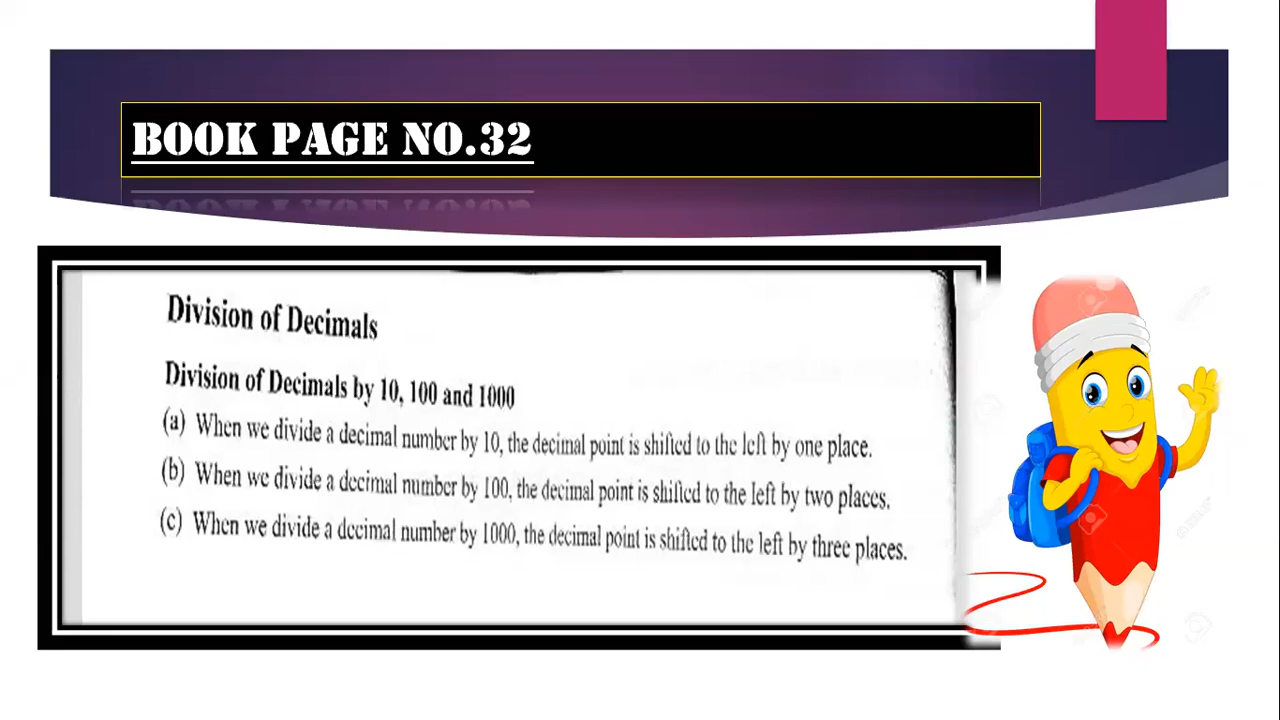 BOOK PAGE NO.32
Division of Decimals
Division of Decimals by 10, 100 and 1000
(a) When we divide a decimal number by 10, the decimal point is shifted to the left by one place.
(b) When we divide a decimal number by 100, the decimal point is shifted to the left by two places.
(c) When we divide a decimal number by 1000, the decimal point is shifted to the left by three places.